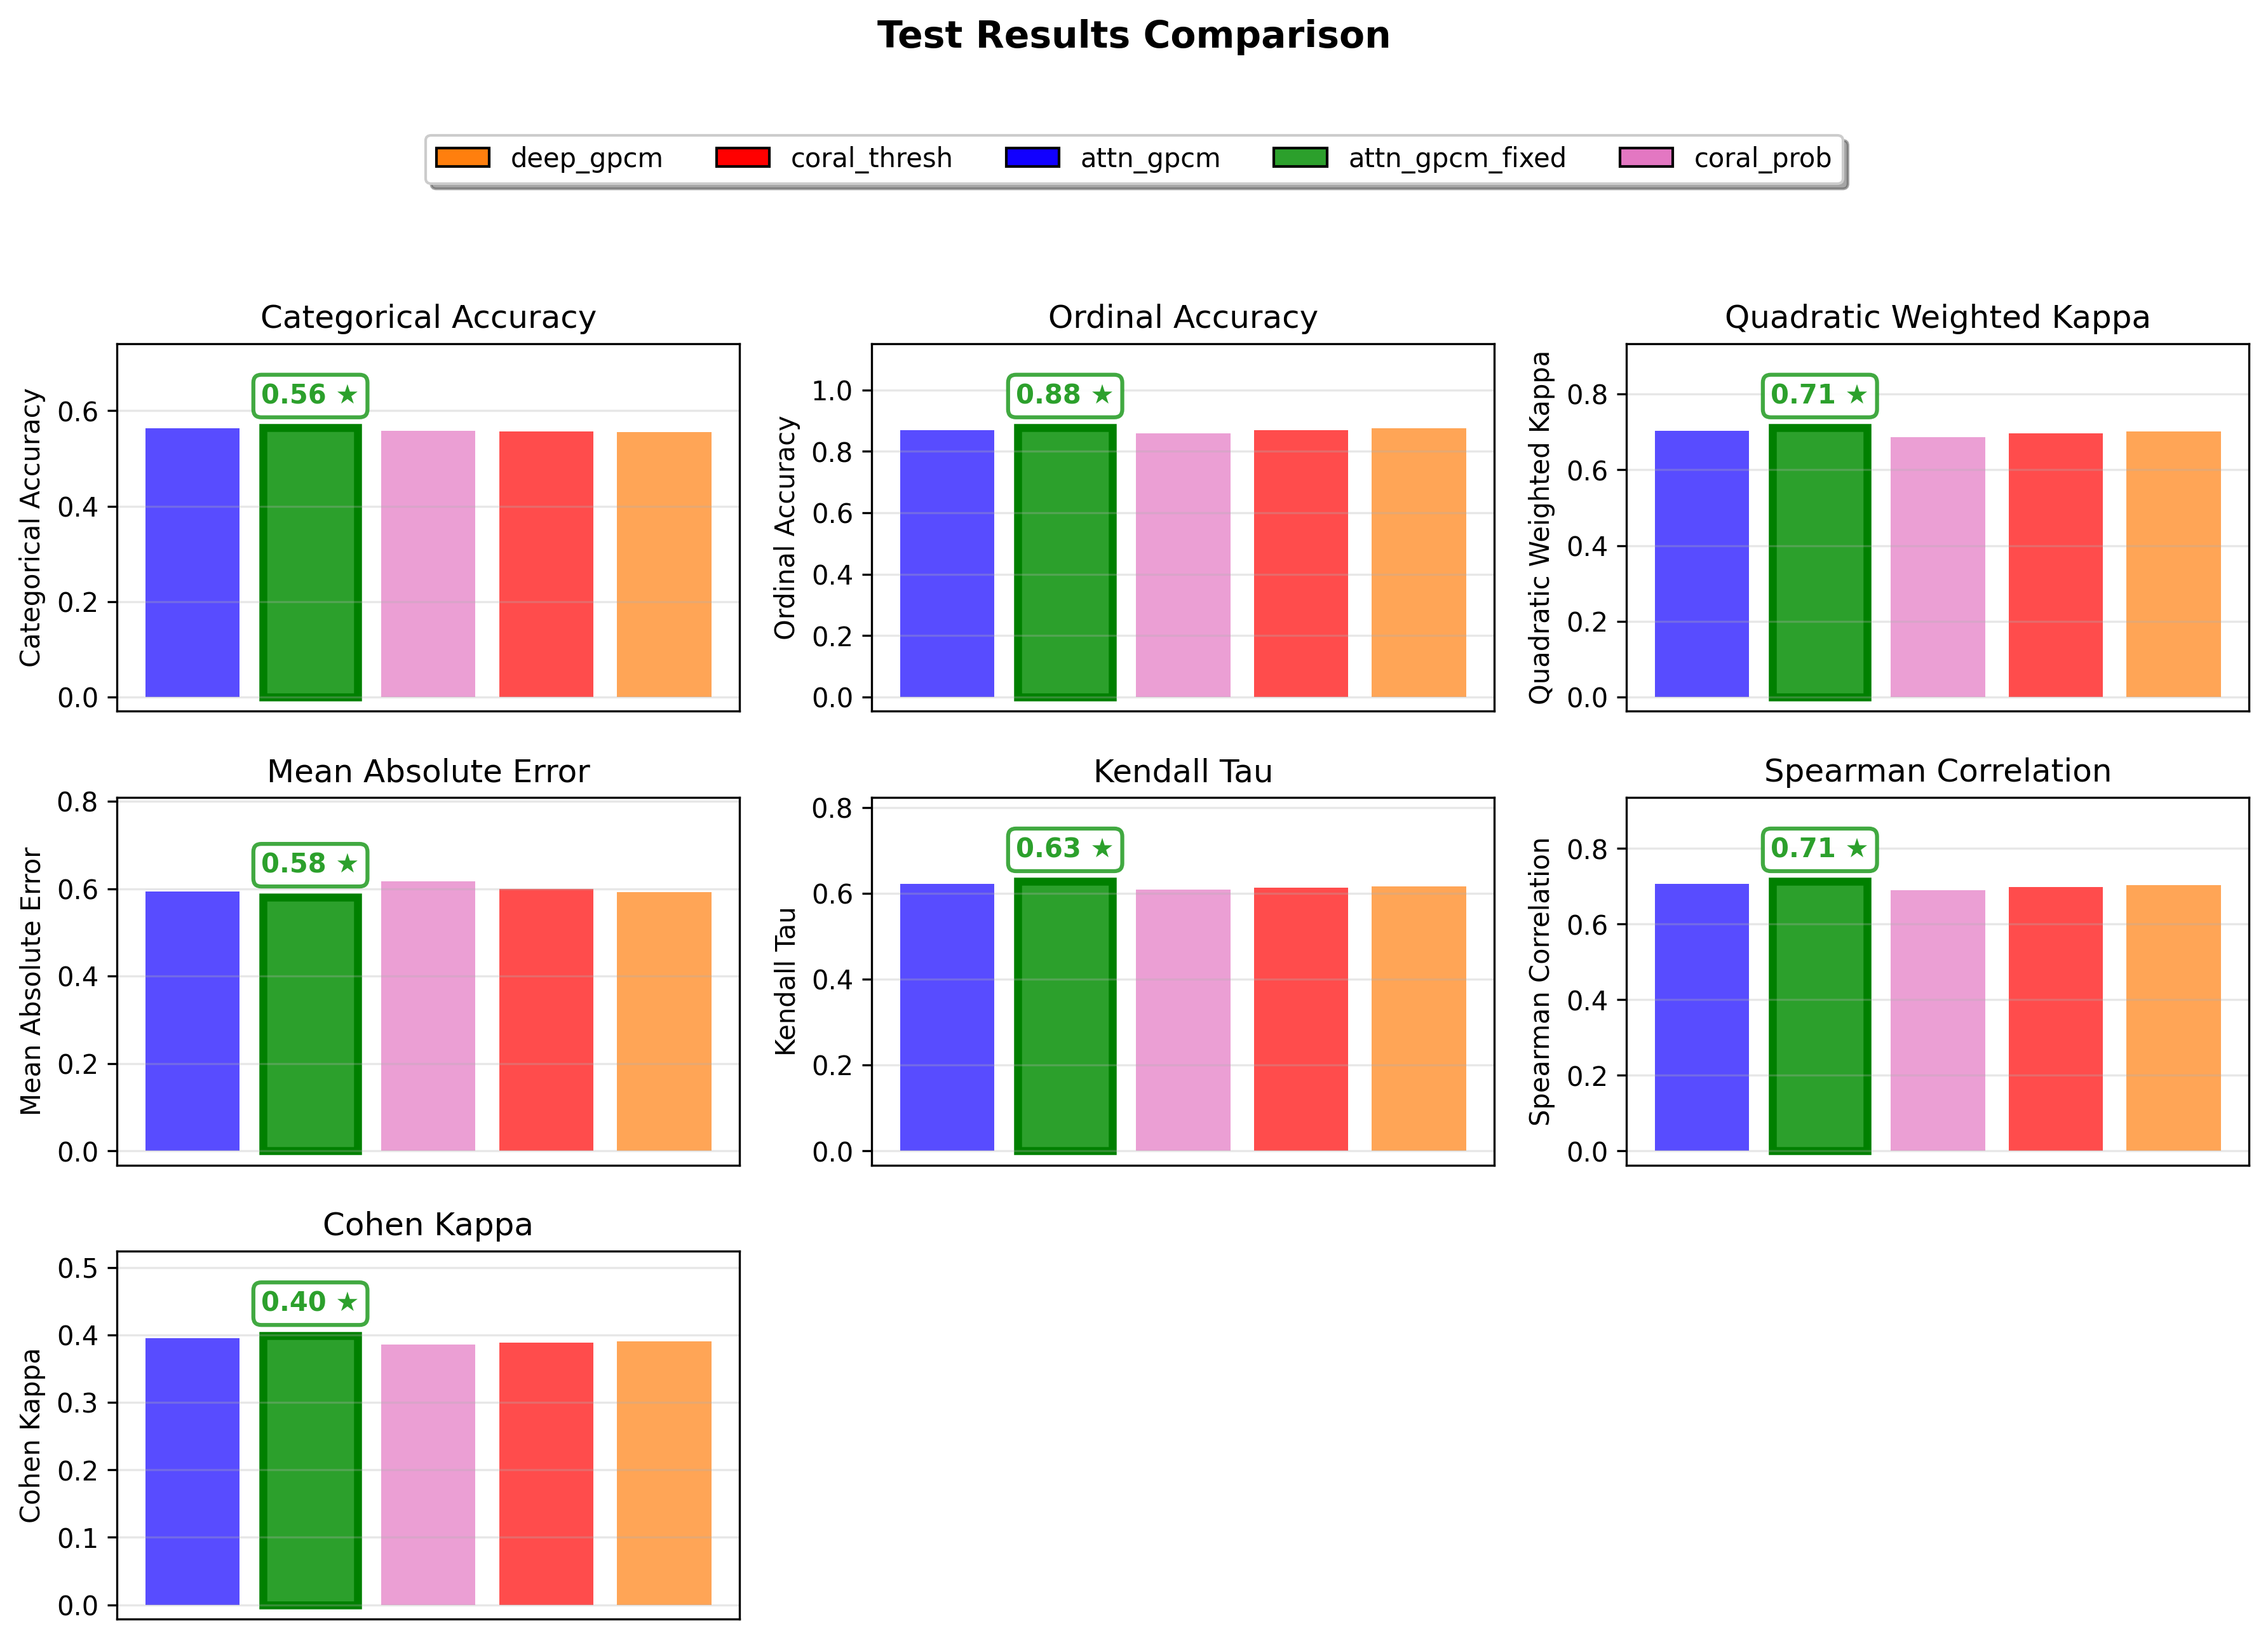 Test Results Comparison
deep_gpcm coral_thresh attn_gpcm attn_gpcm_fixed coral_prob
Categorical Accuracy
Categorical Accuracy
0.6
0.4
0.2
0.0
0.56 ★
Ordinal Accuracy
Ordinal Accuracy
1.0
0.8
0.6
0.4
0.2
0.0
0.88 ★
Quadratic Weighted Kappa
Quadratic Weighted Kappa
0.8
0.6
0.4
0.2
0.0
0.71 ★
Mean Absolute Error
Mean Absolute Error
0.8
0.6
0.4
0.2
0.0
0.58 ★
Kendall Tau
Kendall Tau
0.8
0.6
0.4
0.2
0.0
0.63 ★
Spearman Correlation
Spearman Correlation
0.8
0.6
0.4
0.2
0.0
0.71 ★
Cohen Kappa
Cohen Kappa
0.5
0.4
0.3
0.2
0.1
0.0
0.40 ★